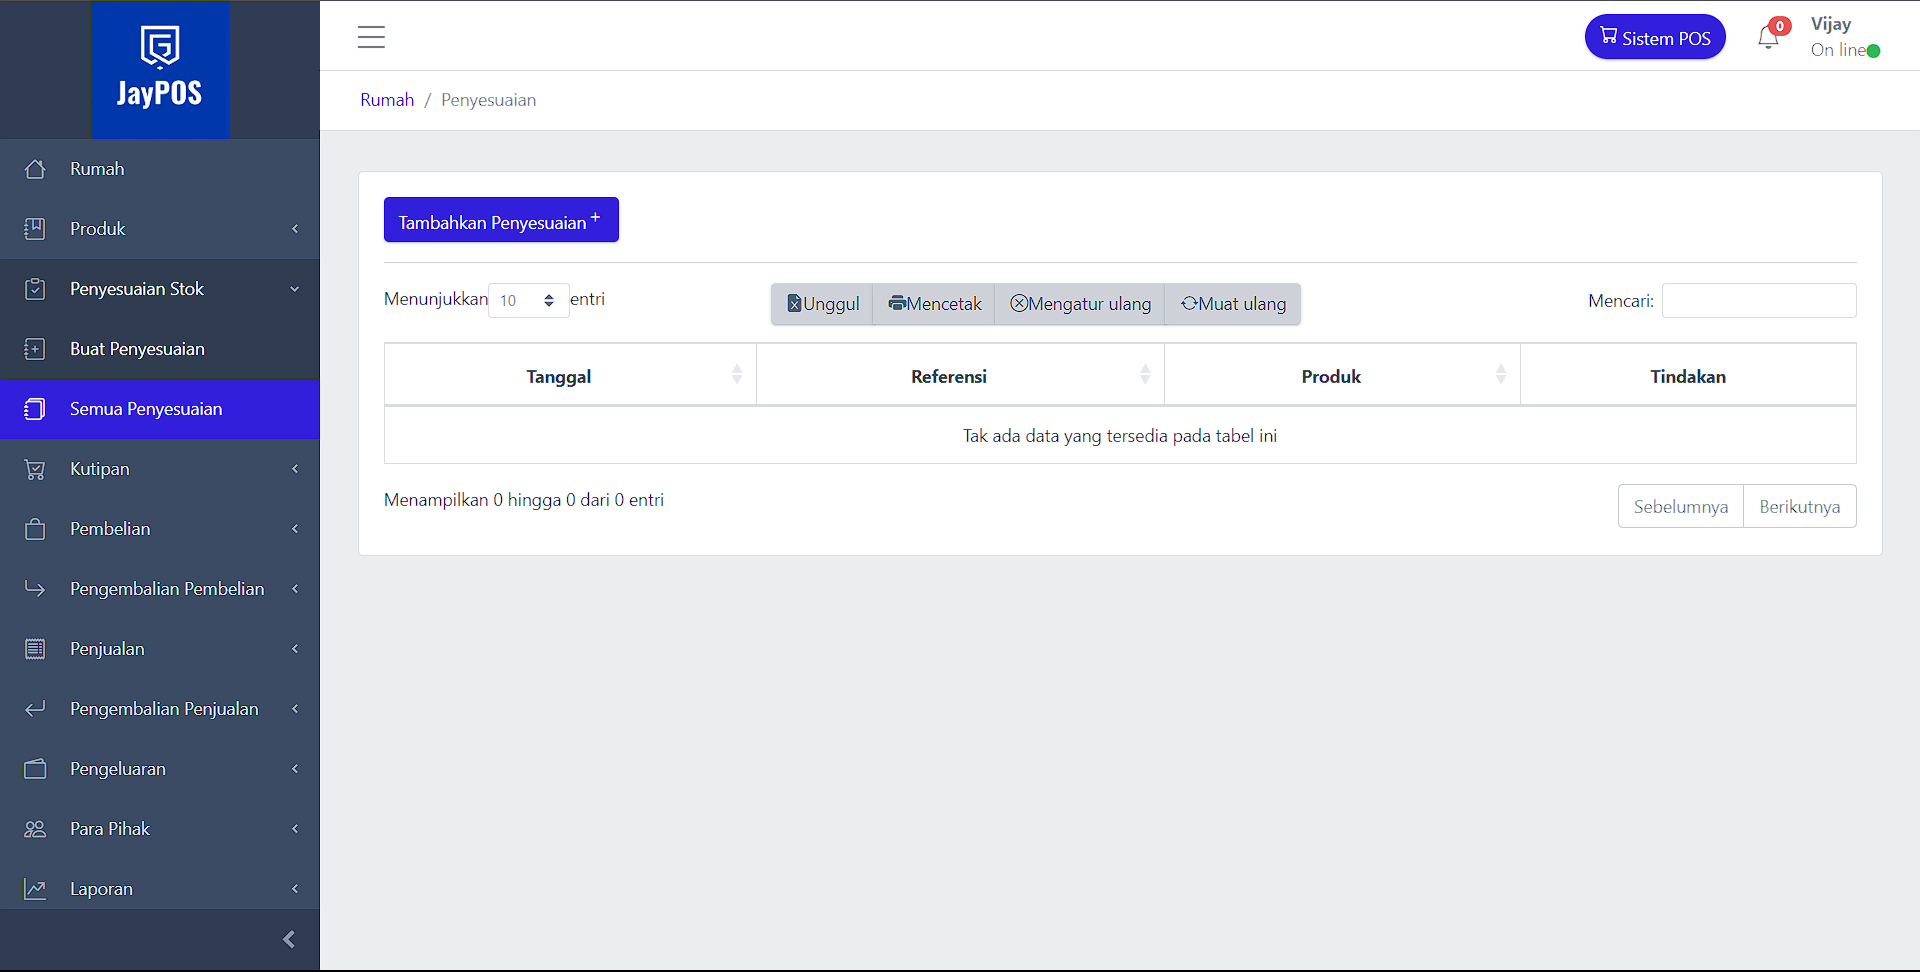 JayPOS
Sistem POS
0
Vijay
On line
Rumah / Penyesuaian
Rumah
Produk
Penyesuaian Stok
Buat Penyesuaian
Semua Penyesuaian
Kutipan
Pembelian
Pengembalian Pembelian
Penjualan
Pengembalian Penjualan
Pengeluaran
Para Pihak
Laporan
Tambahkan Penyesuaian +
Menunjukkan 10 entri
Unggul Mencetak Mengatur ulang Muat ulang
Mencari:
Tanggal Referensi Produk Tindakan
Tak ada data yang tersedia pada tabel ini
Menampilkan 0 hingga 0 dari 0 entri
Sebelumnya Berikutnya